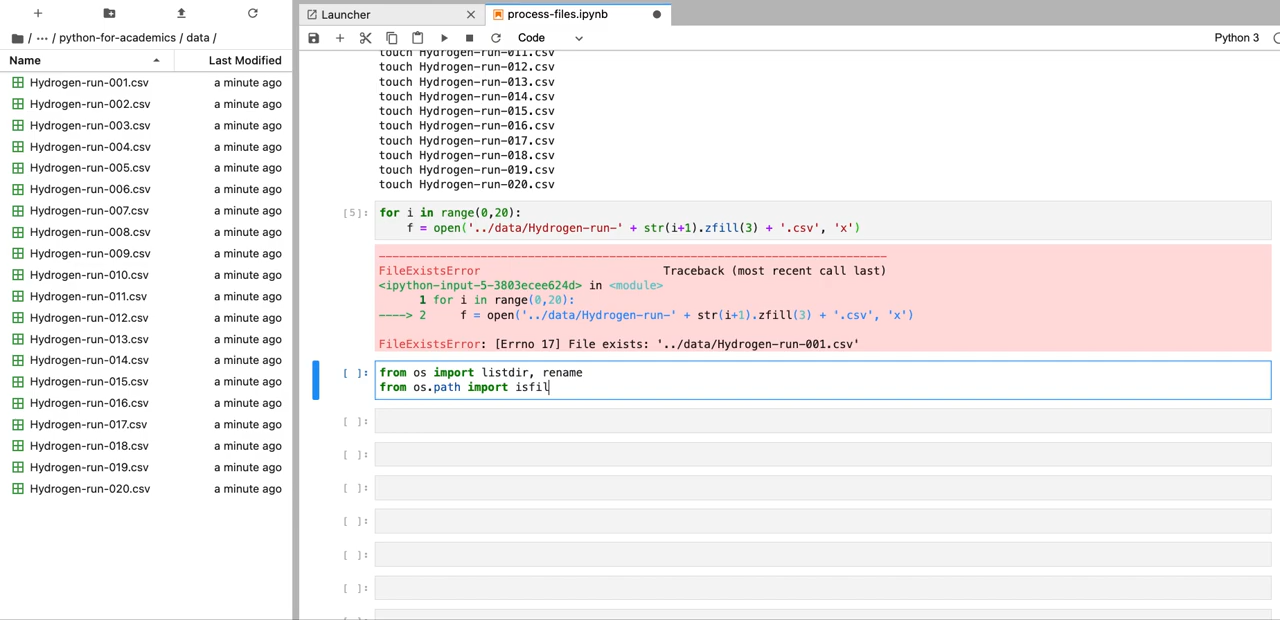 Launcher
process-files.ipynb
/ ··· / python-for-academics / data /
Code
Python 3
Name
Last Modified
Hydrogen-run-001.csv a minute ago
Hydrogen-run-002.csv a minute ago
Hydrogen-run-003.csv a minute ago
Hydrogen-run-004.csv a minute ago
Hydrogen-run-005.csv a minute ago
Hydrogen-run-006.csv a minute ago
Hydrogen-run-007.csv a minute ago
Hydrogen-run-008.csv a minute ago
Hydrogen-run-009.csv a minute ago
Hydrogen-run-010.csv a minute ago
Hydrogen-run-011.csv a minute ago
Hydrogen-run-012.csv a minute ago
Hydrogen-run-013.csv a minute ago
Hydrogen-run-014.csv a minute ago
Hydrogen-run-015.csv a minute ago
Hydrogen-run-016.csv a minute ago
Hydrogen-run-017.csv a minute ago
Hydrogen-run-018.csv a minute ago
Hydrogen-run-019.csv a minute ago
Hydrogen-run-020.csv a minute ago
touch Hydrogen-run-011.csv
touch Hydrogen-run-012.csv
touch Hydrogen-run-013.csv
touch Hydrogen-run-014.csv
touch Hydrogen-run-015.csv
touch Hydrogen-run-016.csv
touch Hydrogen-run-017.csv
touch Hydrogen-run-018.csv
touch Hydrogen-run-019.csv
touch Hydrogen-run-020.csv
[5]: for i in range(0,20):
f = open('../data/Hydrogen-run-' + str(i+1).zfill(3) + '.csv', 'x')
---------------------------------------------------------------------------
FileExistsError Traceback (most recent call last)
<ipython-input-5-3803ecee624d> in <module>
1 for i in range(0,20):
----> 2 f = open('../data/Hydrogen-run-' + str(i+1).zfill(3) + '.csv', 'x')
FileExistsError: [Errno 17] File exists: '../data/Hydrogen-run-001.csv'
[ ]: from os import listdir, rename
from os.path import isfil
[ ]:
[ ]:
[ ]:
[ ]:
[ ]:
[ ]: